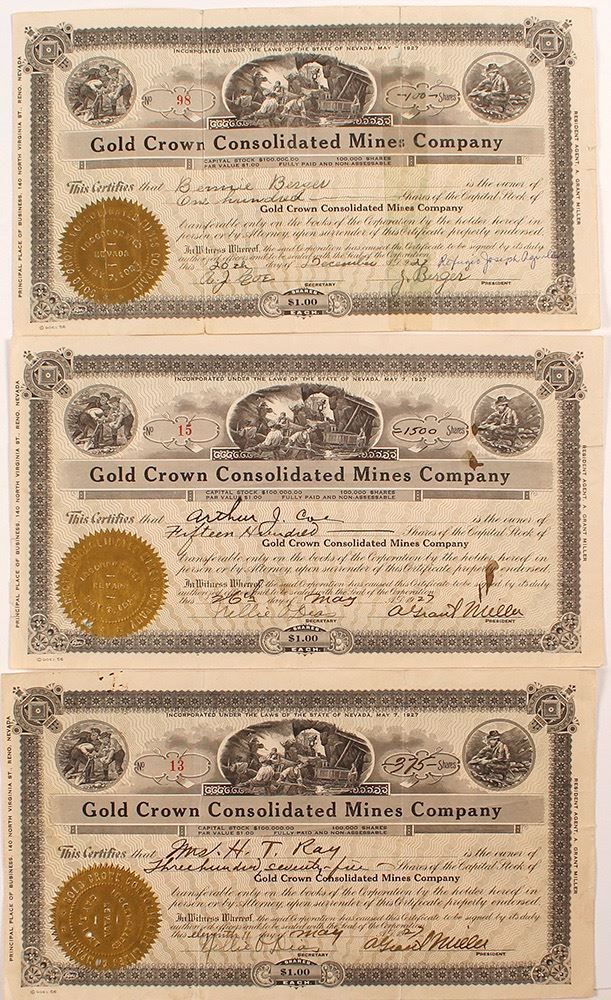 INCORPORATED UNDER THE LAWS OF THE STATE OF NEVADA, MAY 7, 1927
No 98
100 Shares
Gold Crown Consolidated Mines Company
CAPITAL STOCK $100,000.00 100,000 SHARES
PAR VALUE $1.00 FULLY PAID AND NON-ASSESSABLE
This Certifies that Bennie Berger is the owner of
One hundred Shares of the Capital Stock of
Gold Crown Consolidated Mines Company
transferable only on the books of the Corporation by the holder hereof in
person or by Attorney, upon surrender of this Certificate properly endorsed.
In Witness Whereof, the said Corporation has caused this Certificate to be signed by its duly
authorized officers and to be sealed with the Seal of the Corporation
this 20th day of December
A J Coe J. Berger
SECRETARY PRESIDENT
SHARES
$1.00
EACH
PRINCIPAL PLACE OF BUSINESS, 140 NORTH VIRGINIA ST., RENO, NEVADA
RESIDENT AGENT, A. GRANT MILLER
INCORPORATED UNDER THE LAWS OF THE STATE OF NEVADA, MAY 7, 1927
No 15
1500 Shares
Gold Crown Consolidated Mines Company
CAPITAL STOCK $100,000.00 100,000 SHARES
PAR VALUE $1.00 FULLY PAID AND NON-ASSESSABLE
This Certifies that Arthur J. Coe is the owner of
Fifteen Hundred Shares of the Capital Stock of
Gold Crown Consolidated Mines Company
transferable only on the books of the Corporation by the holder hereof in
person or by Attorney, upon surrender of this Certificate properly endorsed.
In Witness Whereof, the said Corporation has caused this Certificate to be signed by its duly
authorized officers and to be sealed with the Seal of the Corporation
this 26th day of May 1927
A Grant Miller
SECRETARY PRESIDENT
SHARES
$1.00
EACH
PRINCIPAL PLACE OF BUSINESS, 140 NORTH VIRGINIA ST., RENO, NEVADA
RESIDENT AGENT, A. GRANT MILLER
INCORPORATED UNDER THE LAWS OF THE STATE OF NEVADA, MAY 7, 1927
No 13
375 Shares
Gold Crown Consolidated Mines Company
CAPITAL STOCK $100,000.00 100,000 SHARES
PAR VALUE $1.00 FULLY PAID AND NON-ASSESSABLE
This Certifies that Mrs. H. T. Ray is the owner of
Three hundred seventy five Shares of the Capital Stock of
Gold Crown Consolidated Mines Company
transferable only on the books of the Corporation by the holder hereof in
person or by Attorney, upon surrender of this Certificate properly endorsed.
In Witness Whereof, the said Corporation has caused this Certificate to be signed by its duly
authorized officers and to be sealed with the Seal of the Corporation
this day of May
A Grant Miller
SECRETARY PRESIDENT
SHARES
$1.00
EACH
PRINCIPAL PLACE OF BUSINESS, 140 NORTH VIRGINIA ST., RENO, NEVADA
RESIDENT AGENT, A. GRANT MILLER